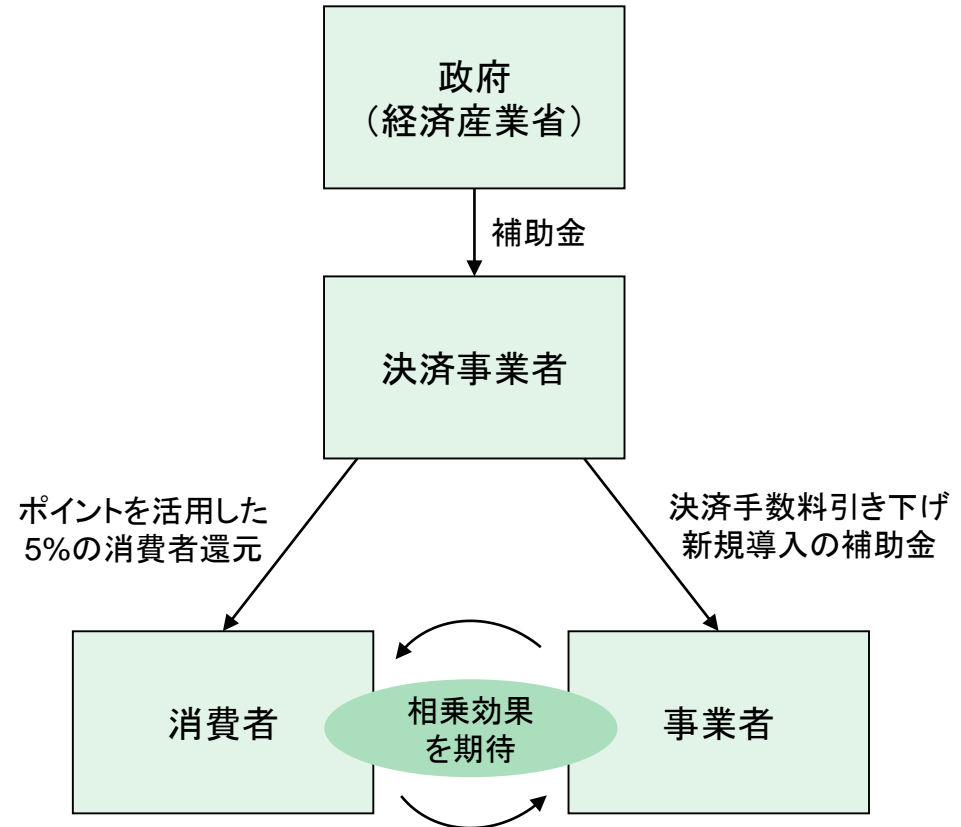 政府
（経済産業省）
補助金
決済事業者
ポイントを活用した
5%の消費者還元
決済手数料引き下げ
新規導入の補助金
消費者
相乗効果
を期待
事業者